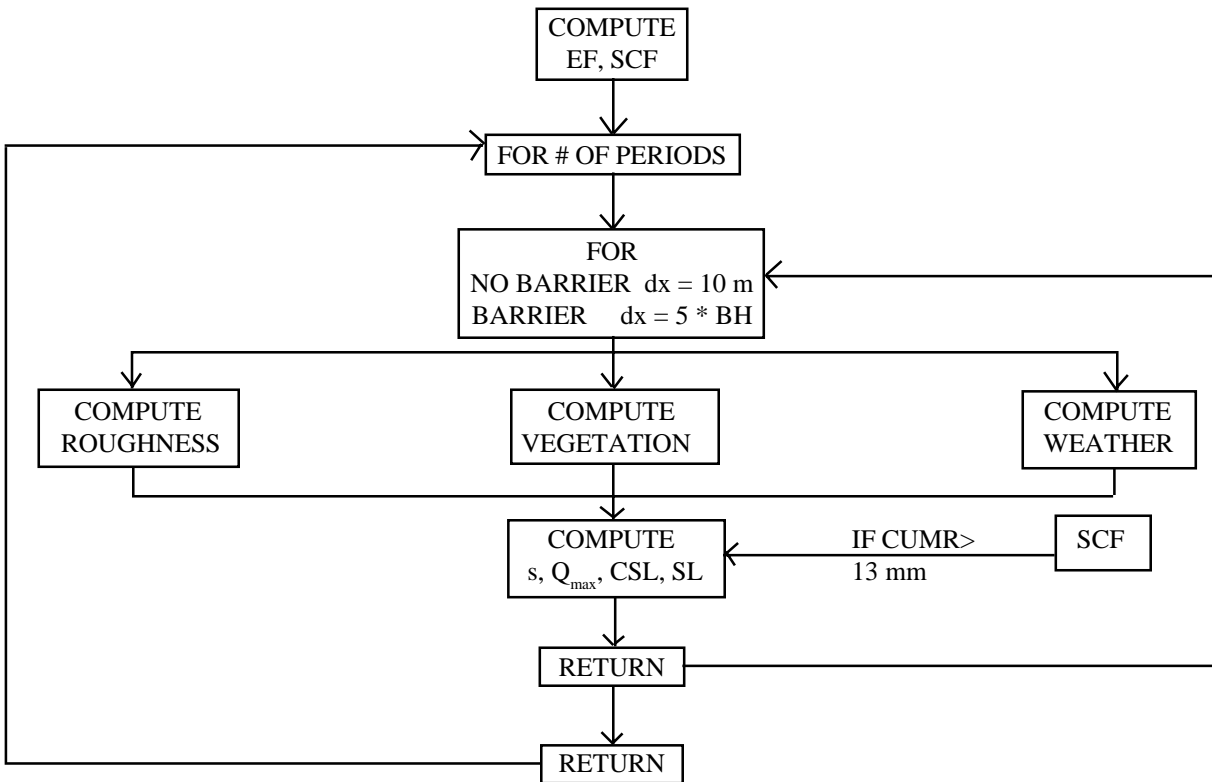 COMPUTE
EF, SCF
FOR # OF PERIODS
FOR
NO BARRIER dx = 10 m
BARRIER dx = 5 * BH
COMPUTE
ROUGHNESS
COMPUTE
VEGETATION
COMPUTE
WEATHER
COMPUTE
s, Qmax, CSL, SL
IF CUMR>
13 mm
SCF
RETURN
RETURN